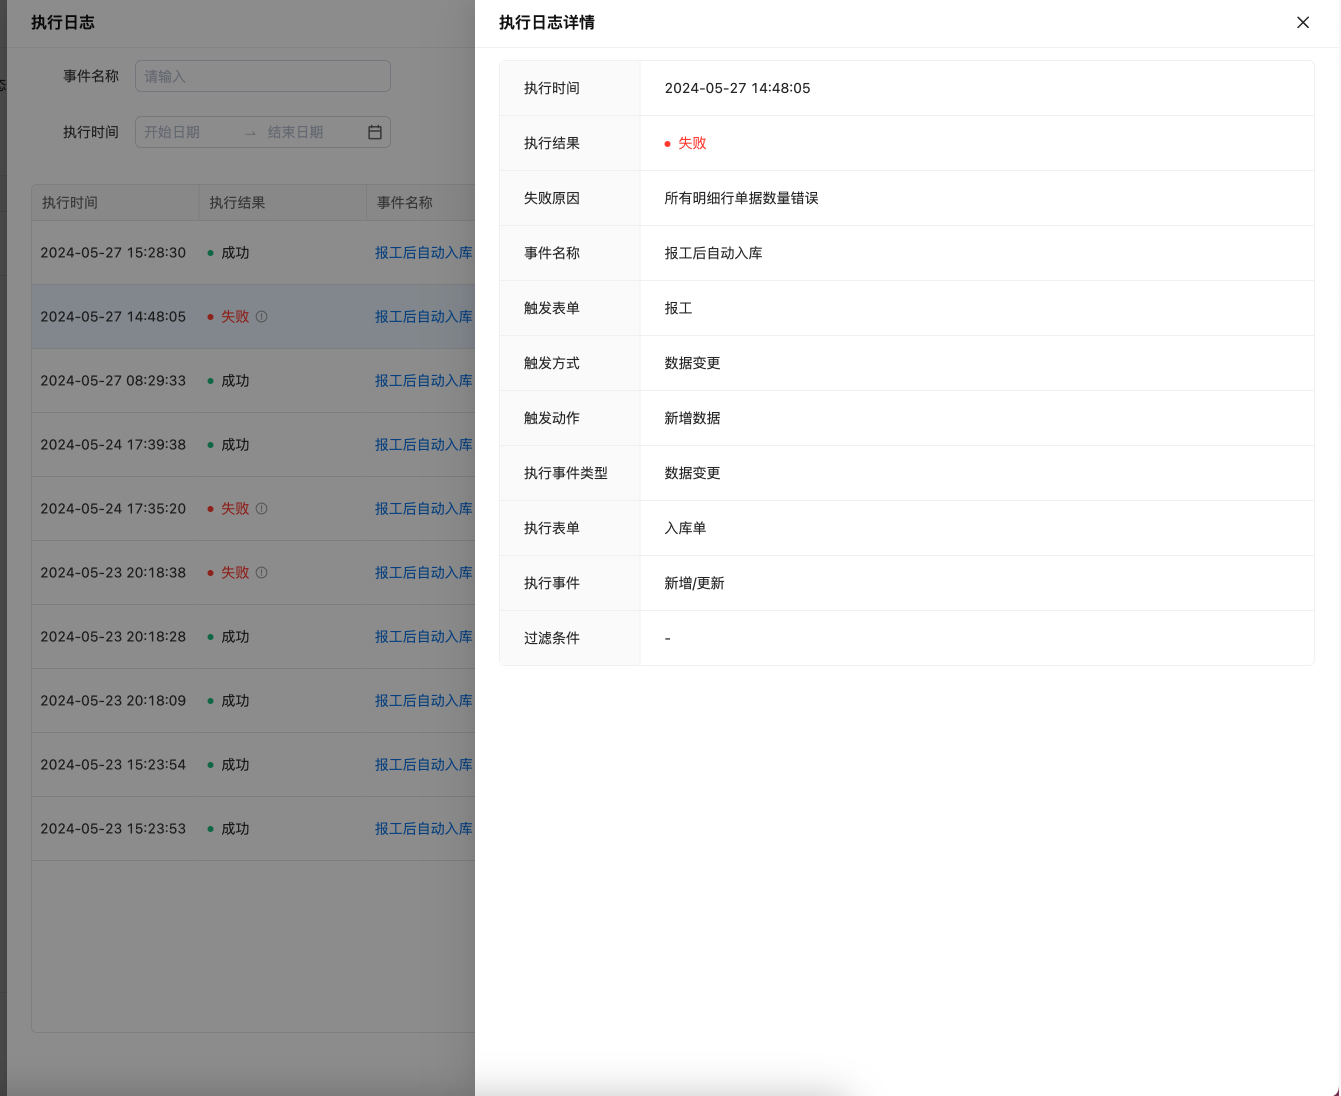 执行日志
事件名称 请输入
执行时间 开始日期 → 结束日期
执行时间 执行结果 事件名称
2024-05-27 15:28:30 成功 报工后自动入库
2024-05-27 14:48:05 失败 报工后自动入库
2024-05-27 08:29:33 成功 报工后自动入库
2024-05-24 17:39:38 成功 报工后自动入库
2024-05-24 17:35:20 失败 报工后自动入库
2024-05-23 20:18:38 失败 报工后自动入库
2024-05-23 20:18:28 成功 报工后自动入库
2024-05-23 20:18:09 成功 报工后自动入库
2024-05-23 15:23:54 成功 报工后自动入库
2024-05-23 15:23:53 成功 报工后自动入库
执行日志详情
执行时间 2024-05-27 14:48:05
执行结果 失败
失败原因 所有明细行单据数量错误
事件名称 报工后自动入库
触发表单 报工
触发方式 数据变更
触发动作 新增数据
执行事件类型 数据变更
执行表单 入库单
执行事件 新增/更新
过滤条件 -